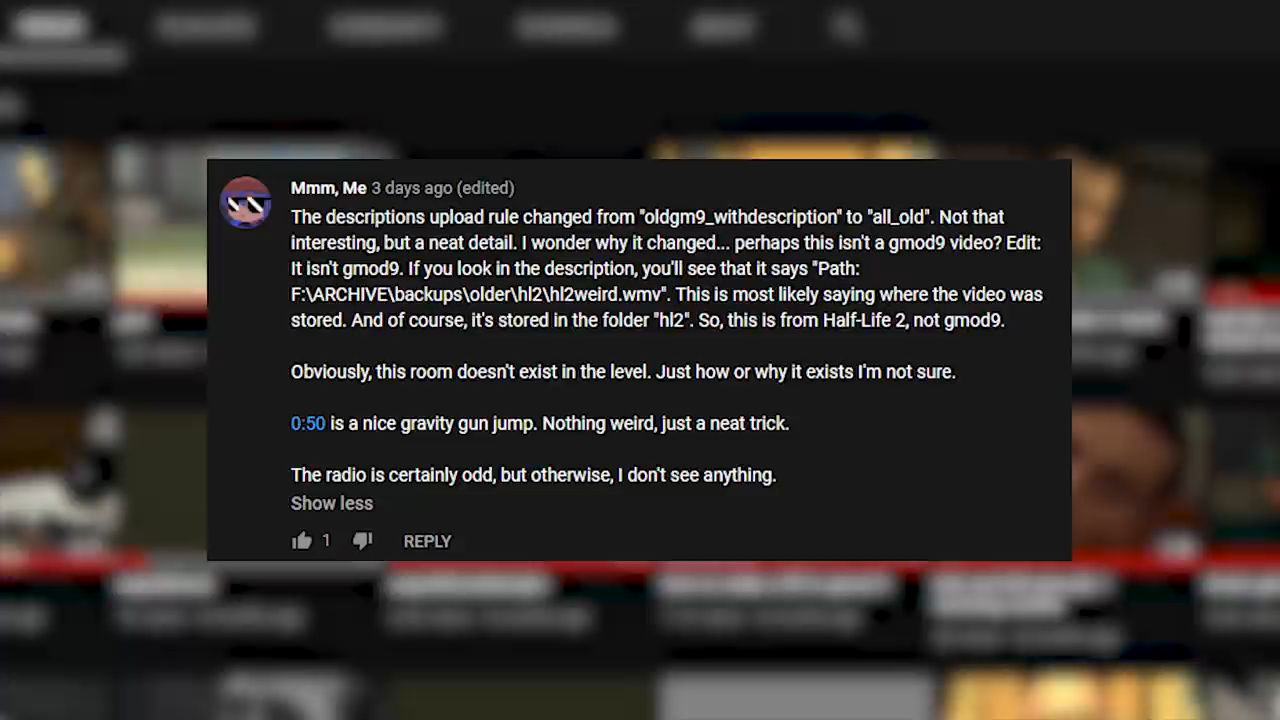 Mmm, Me 3 days ago (edited)
The descriptions upload rule changed from "oldgm9_withdescription" to "all_old". Not that
interesting, but a neat detail. I wonder why it changed... perhaps this isn't a gmod9 video? Edit:
It isn't gmod9. If you look in the description, you'll see that it says "Path:
F:\ARCHIVE\backups\older\hl2\hl2weird.wmv". This is most likely saying where the video was
stored. And of course, it's stored in the folder "hl2". So, this is from Half-Life 2, not gmod9.
Obviously, this room doesn't exist in the level. Just how or why it exists I'm not sure.
0:50 is a nice gravity gun jump. Nothing weird, just a neat trick.
The radio is certainly odd, but otherwise, I don't see anything.
Show less
1 REPLY